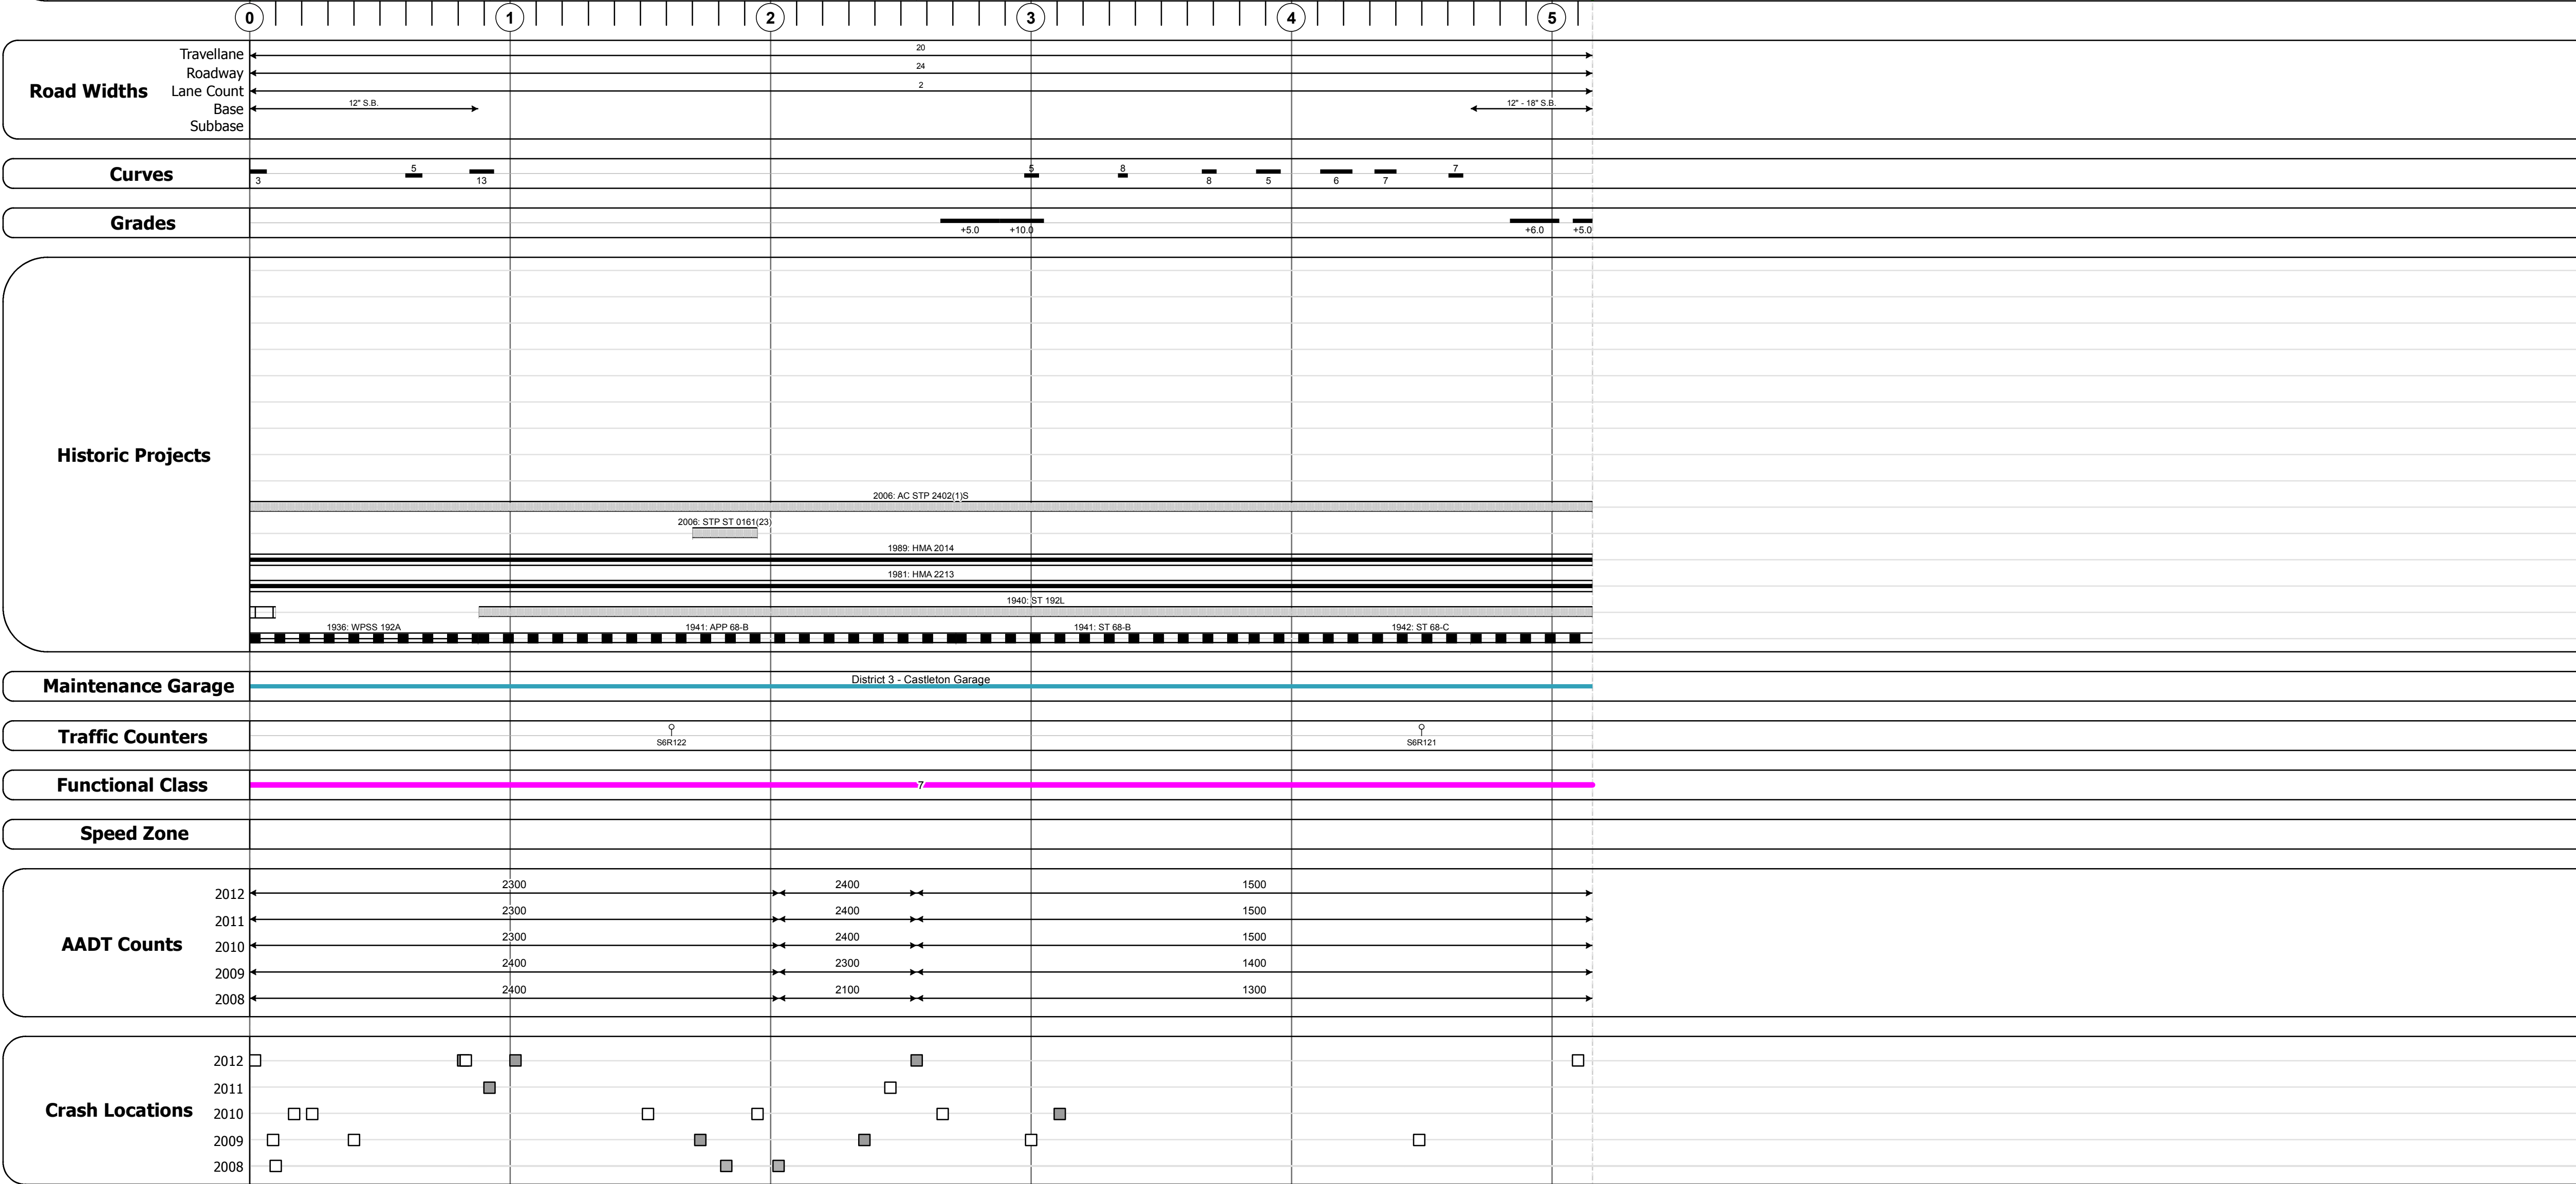 0 1 2 3 4 5
Road Widths
Travellane 20
Roadway 24
Lane Count 2
Base 12" S.B. 12" - 18" S.B.
Subbase
Curves
3 5 13 5 8 8 5 6 7 7
Grades
+5.0 +10.0 +6.0 +5.0
Historic Projects
2006: AC STP 2402(1)S
2006: STP ST 0161(23)
1989: HMA 2014
1981: HMA 2213
1940: ST 192L
1936: WPSS 192A 1941: APP 68-B 1941: ST 68-B 1942: ST 68-C
Maintenance Garage
District 3 - Castleton Garage
Traffic Counters
S6R122 S6R121
Functional Class
7
Speed Zone
AADT Counts
2012 2300 2400 1500
2011 2300 2400 1500
2010 2300 2400 1500
2009 2400 2300 1400
2008 2400 2100 1300
Crash Locations
2012
2011
2010
2009
2008